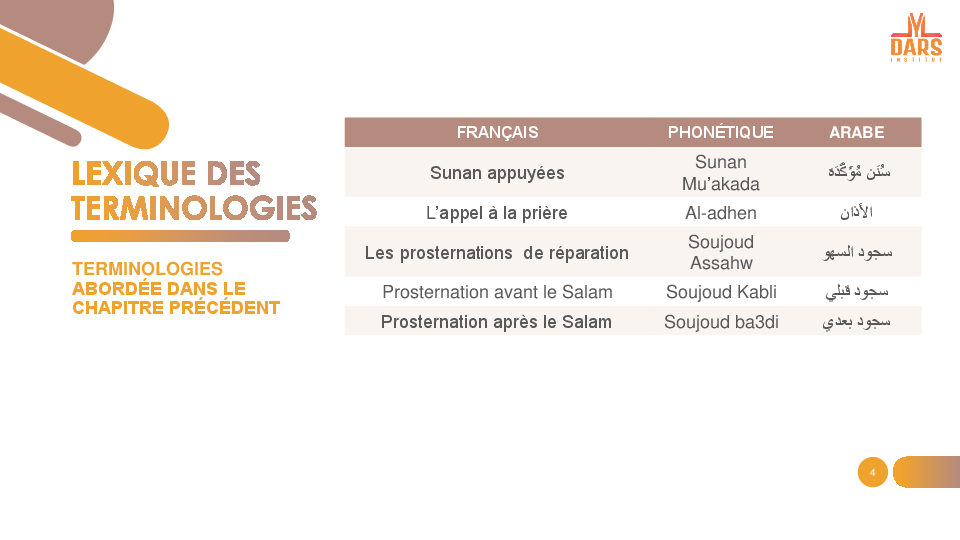 DARS
INSTITUT
LEXIQUE DES
TERMINOLOGIES
TERMINOLOGIES
ABORDÉE DANS LE
CHAPITRE PRÉCÉDENT
FRANÇAIS PHONÉTIQUE ARABE
Sunan appuyées Sunan Mu’akada سُنَن مُؤَكَّدَه
L’appel à la prière Al-adhen الأذان
Les prosternations de réparation Soujoud Assahw سجود السهو
Prosternation avant le Salam Soujoud Kabli سجود قبلي
Prosternation après le Salam Soujoud ba3di سجود بعدي
4